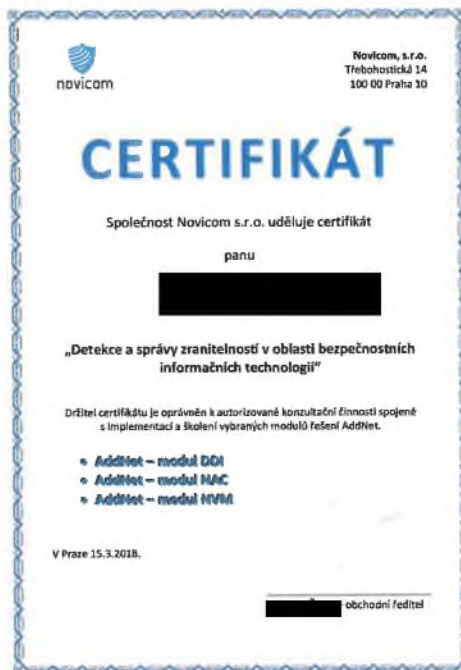 novicom
Novicom, s.r.o.
Třebohostická 14
100 00 Praha 10
CERTIFIKÁT
Společnost Novicom s.r.o. uděluje certifikát
panu
„Detekce a správy zranitelností v oblasti bezpečnostních
informačních technologií“
Držitel certifikátu je oprávněn k autorizované konzultační činnosti spojené
s implementací a školení vybraných modulů řešení AddNet.
• AddNet – modul DDI
• AddNet – modul NAC
• AddNet – modul NVM
V Praze 15.3.2018.
obchodní ředitel